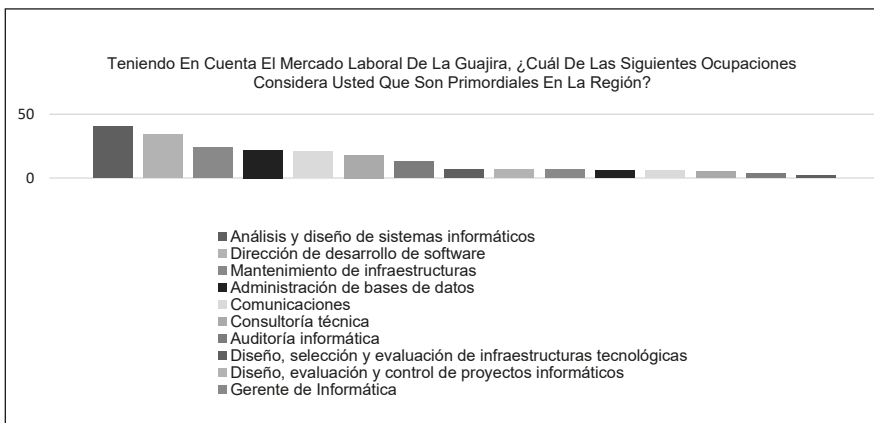 Teniendo En Cuenta El Mercado Laboral De La Guajira, ¿Cuál De Las Siguientes Ocupaciones
Considera Usted Que Son Primordiales En La Región?
50
0
Análisis y diseño de sistemas informáticos
Dirección de desarrollo de software
Mantenimiento de infraestructuras
Administración de bases de datos
Comunicaciones
Consultoría técnica
Auditoría informática
Diseño, selección y evaluación de infraestructuras tecnológicas
Diseño, evaluación y control de proyectos informáticos
Gerente de Informática